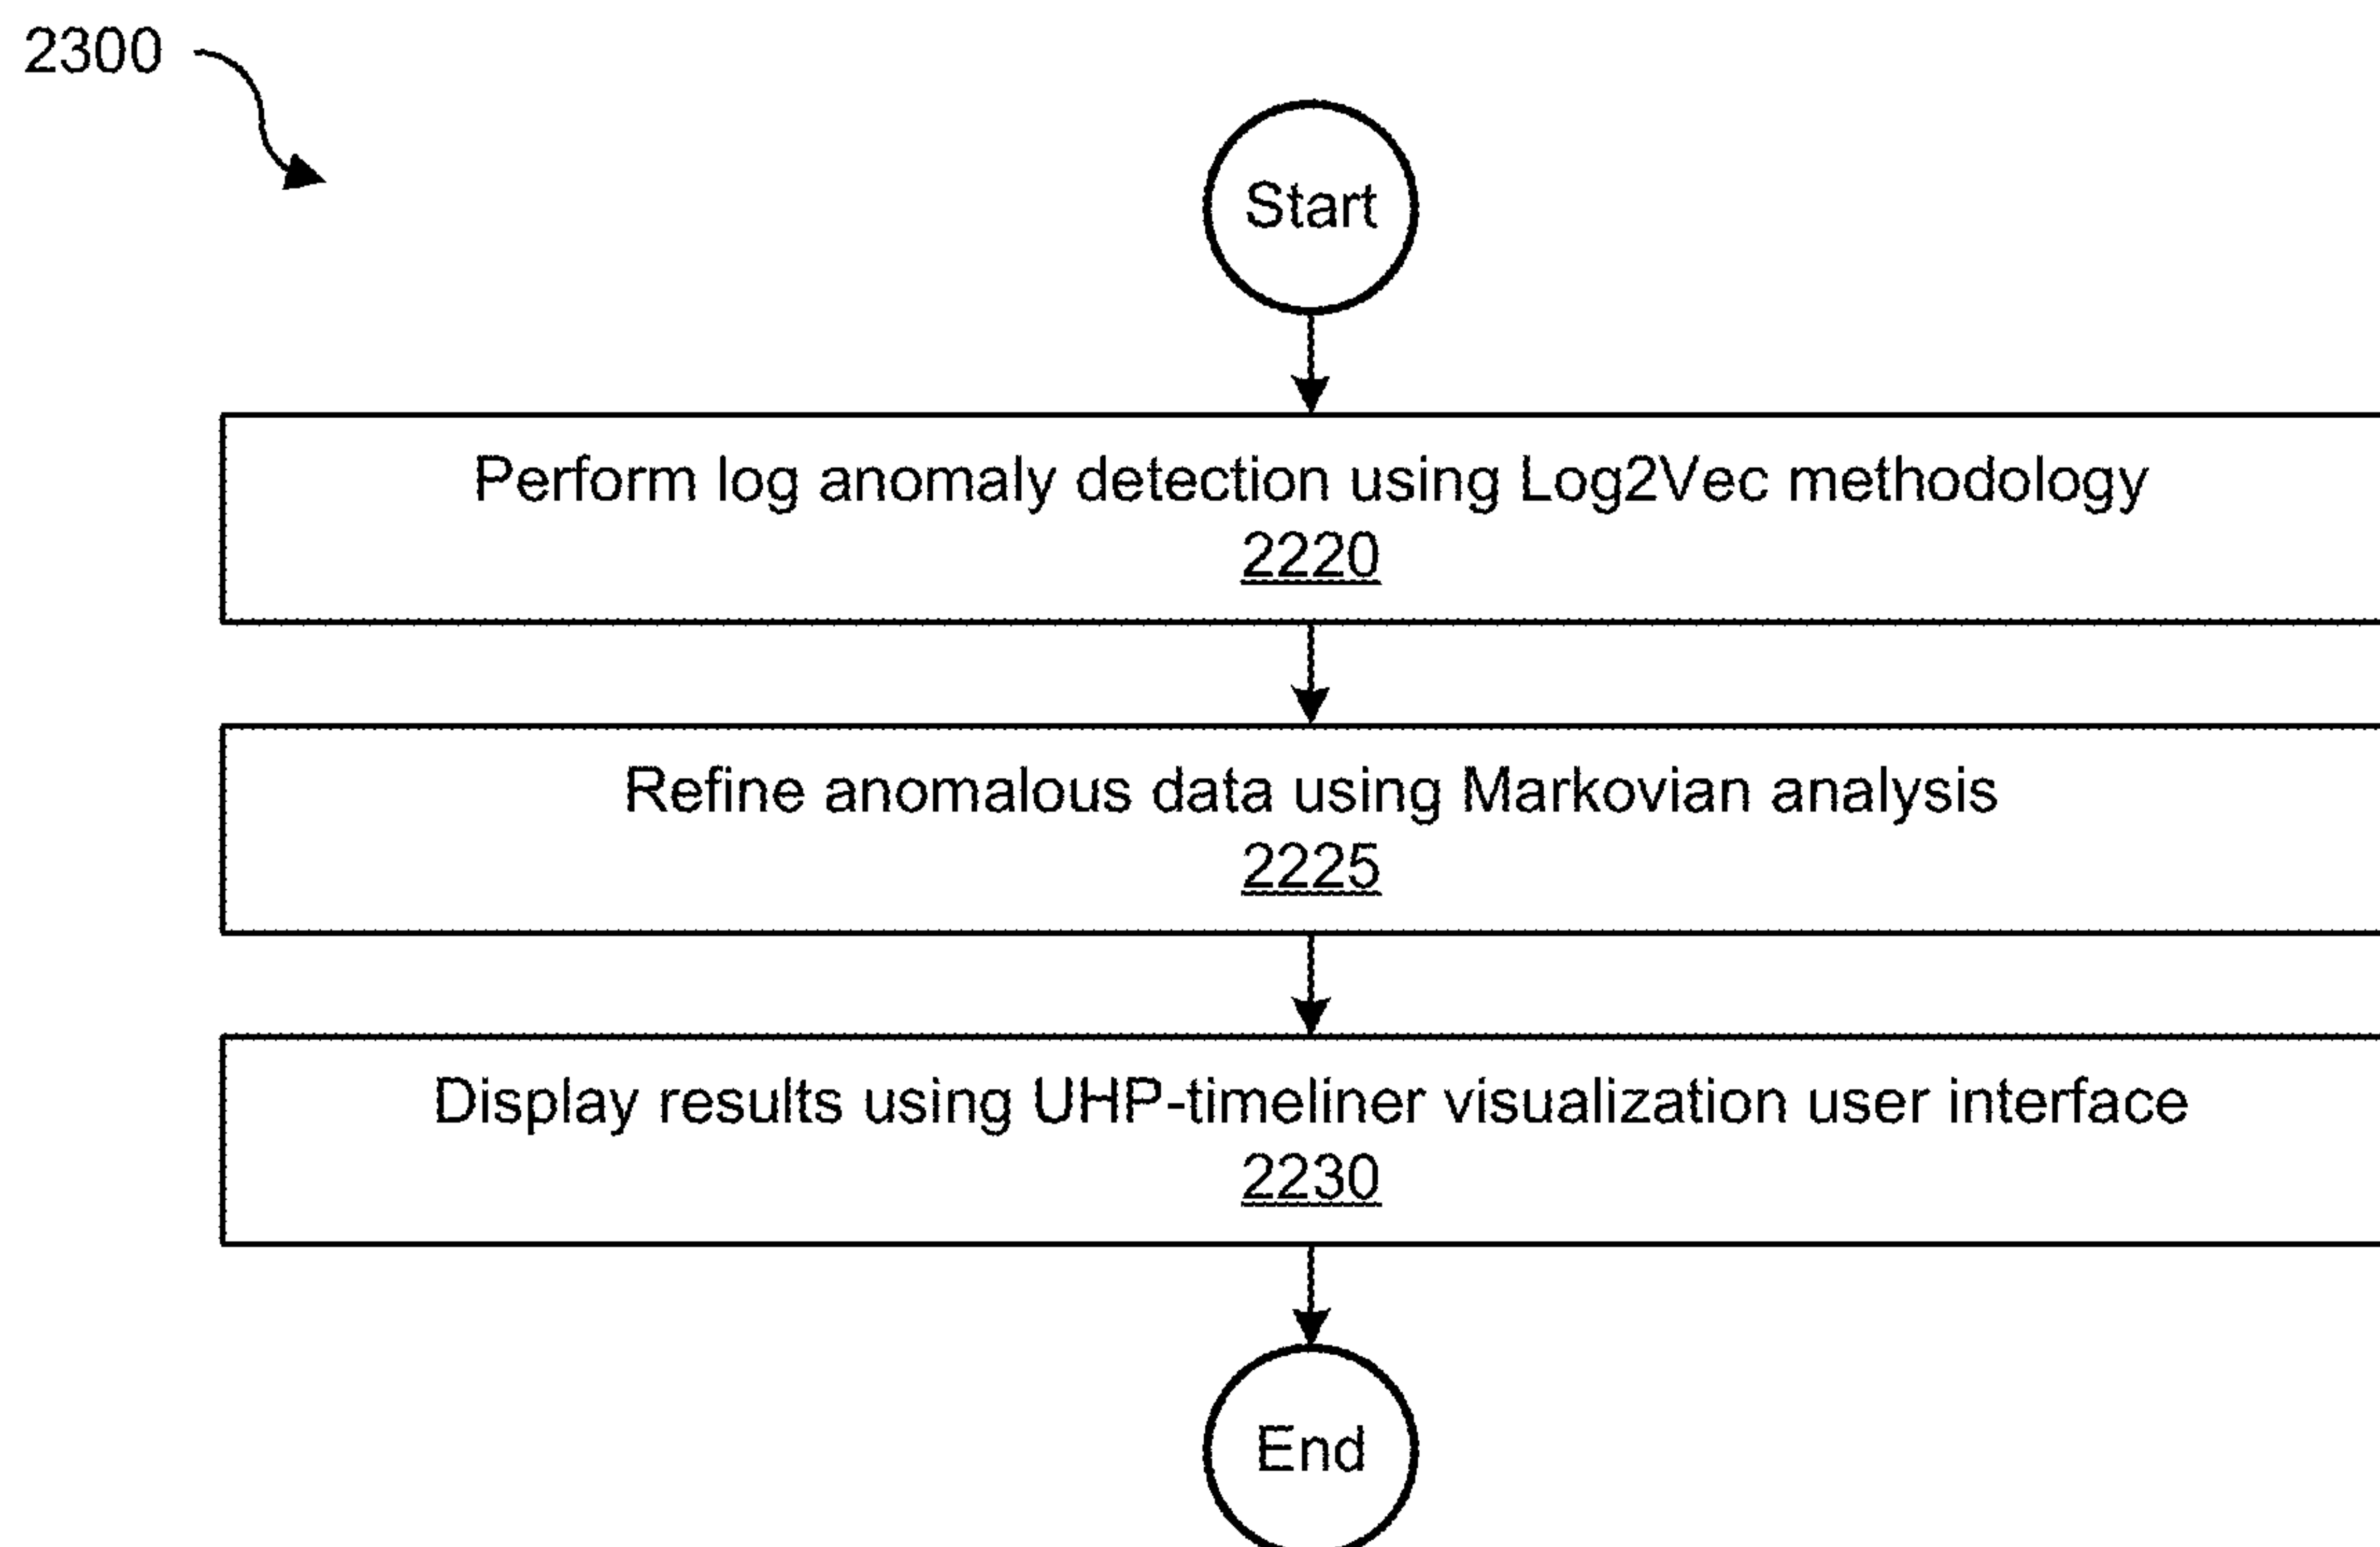 2300
Start
Perform log anomaly detection using Log2Vec methodology
2220
Refine anomalous data using Markovian analysis
2225
Display results using UHP-timeliner visualization user interface
2230
End